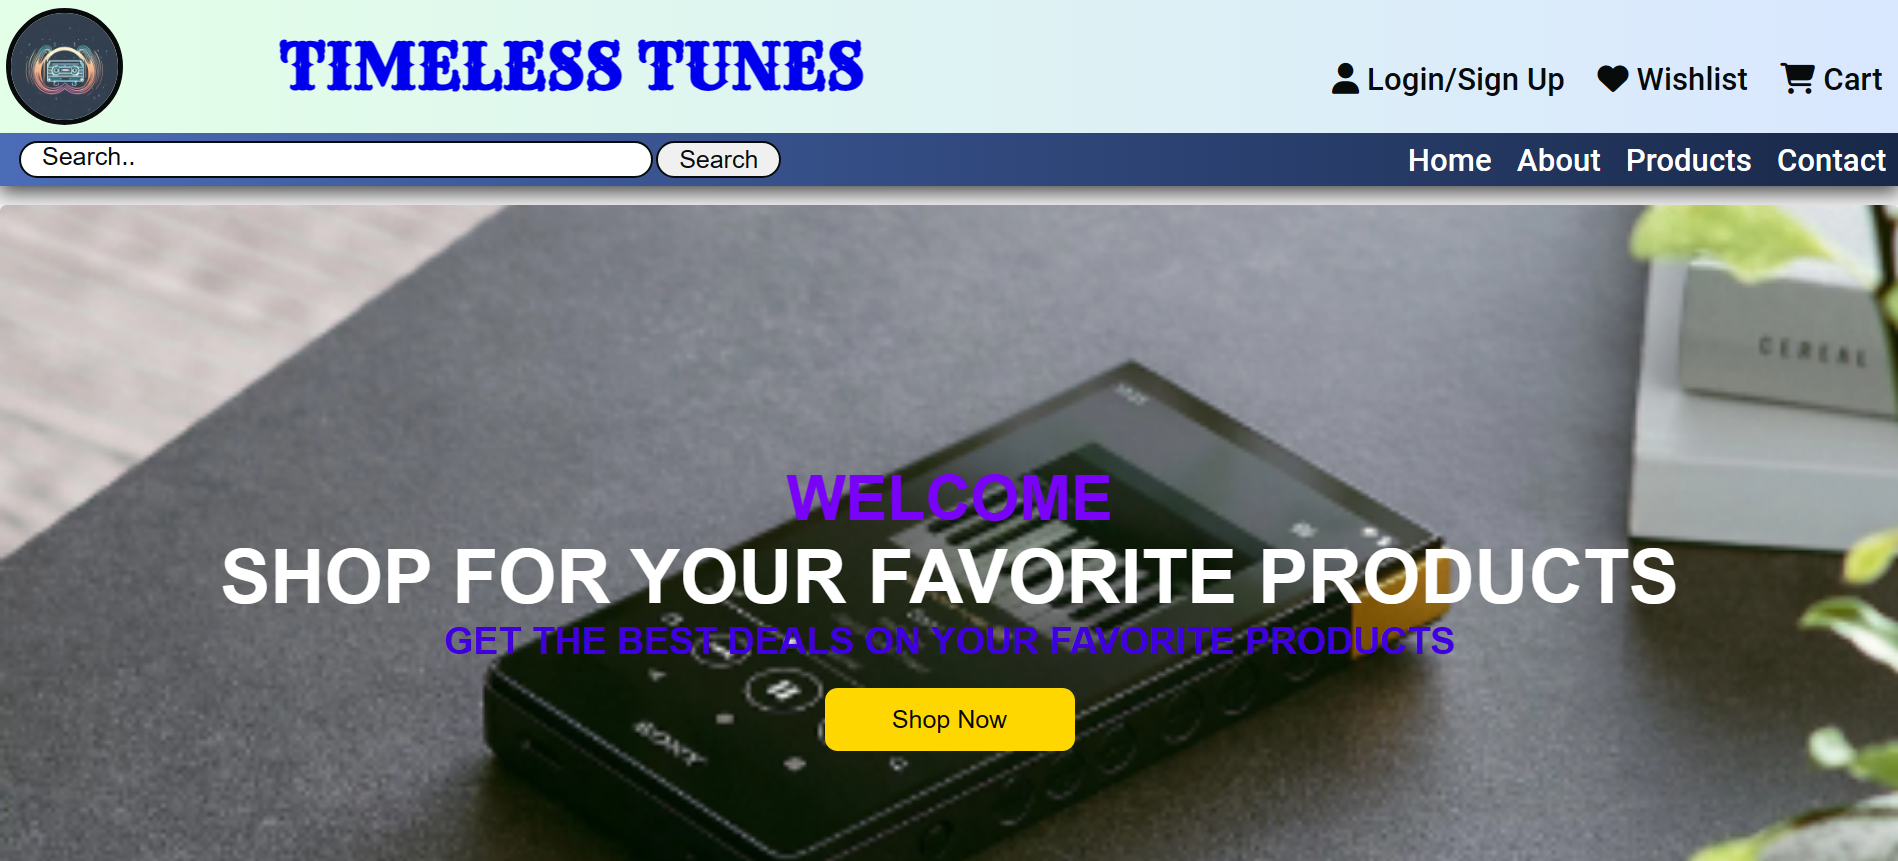 TIMELESS TUNES
Login/Sign Up Wishlist Cart
Search.. Search Home About Products Contact
CEREAL
WELCOME
SHOP FOR YOUR FAVORITE PRODUCTS
GET THE BEST DEALS ON YOUR FAVORITE PRODUCTS
Shop Now
SONY